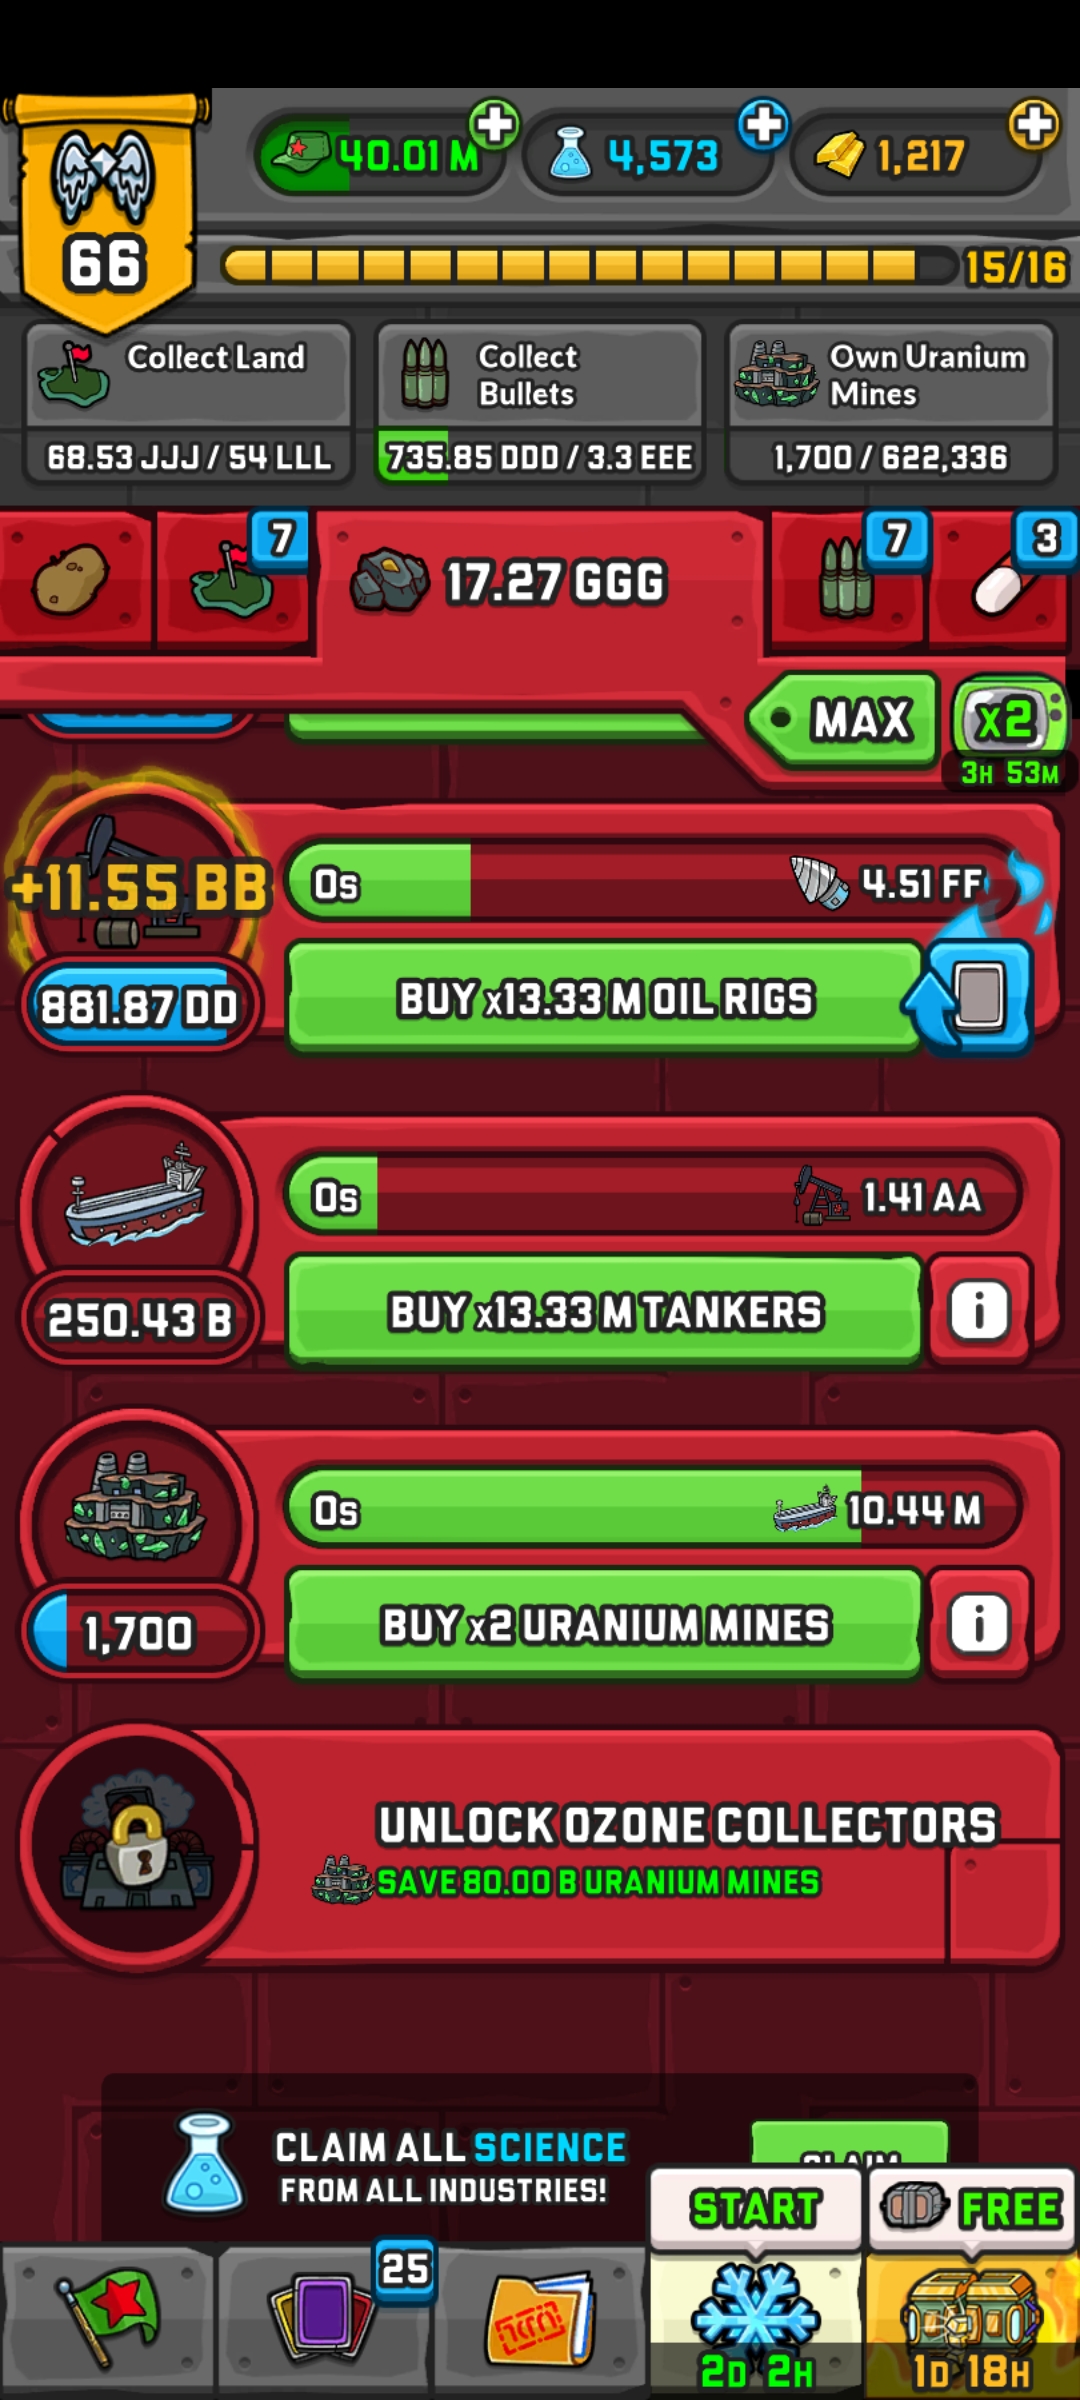 40.01 M
4,573
1,217
66
15/16
Collect Land
68.53 JJJ / 54 LLL
Collect
Bullets
735.85 DDD / 3.3 EEE
Own Uranium
Mines
1,700 / 622,336
7
17.27 GGG
7
3
MAX
x2
3H 53M
+11.55 BB
0s
4.51 FF
881.87 DD
BUY x13.33 M OIL RIGS
0s
1.41 AA
250.43 B
BUY x13.33 M TANKERS
i
0s
10.44 M
1,700
BUY x2 URANIUM MINES
i
UNLOCK OZONE COLLECTORS
SAVE 80.00 B URANIUM MINES
CLAIM ALL SCIENCE
FROM ALL INDUSTRIES!
CLAIM
START
FREE
25
2D 2H
1D 18H